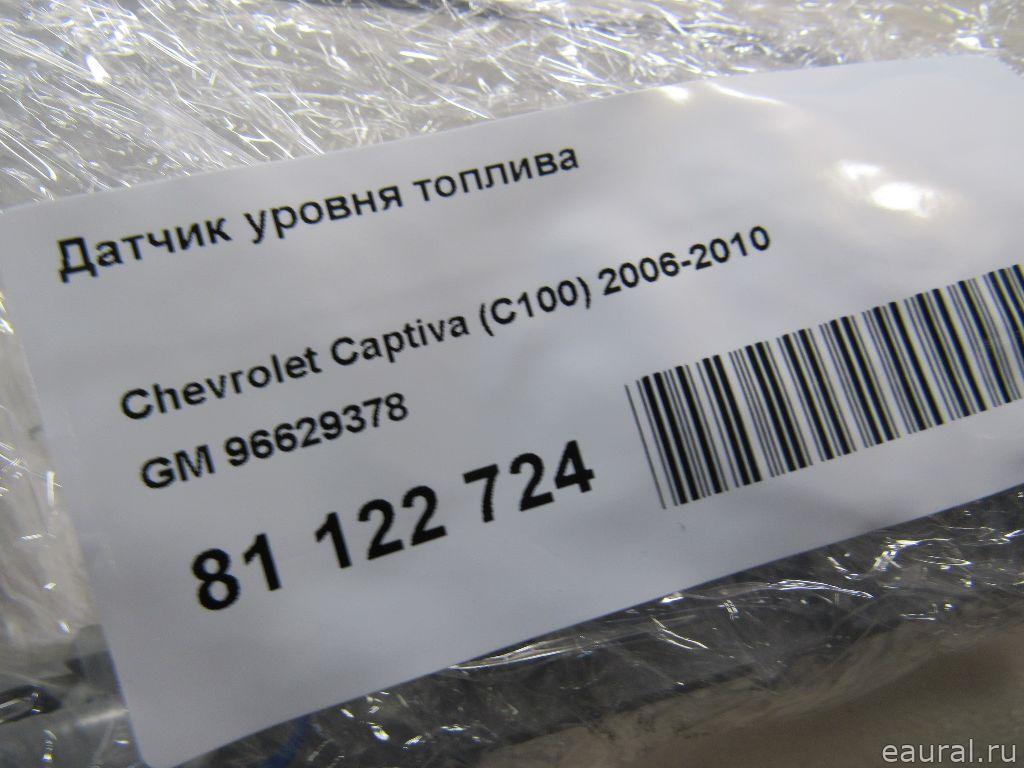 Датчик уровня топлива
Chevrolet Captiva (C100) 2006-2010
GM 96629378
81 122 724
eaural.ru